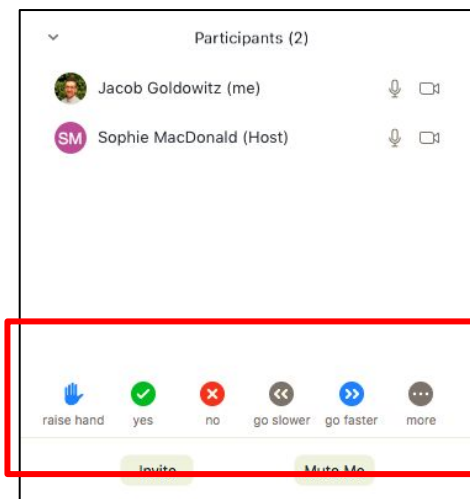 Participants (2)
Jacob Goldowitz (me)
SM Sophie MacDonald (Host)
raise hand yes no go slower go faster more
Invite Mute Me